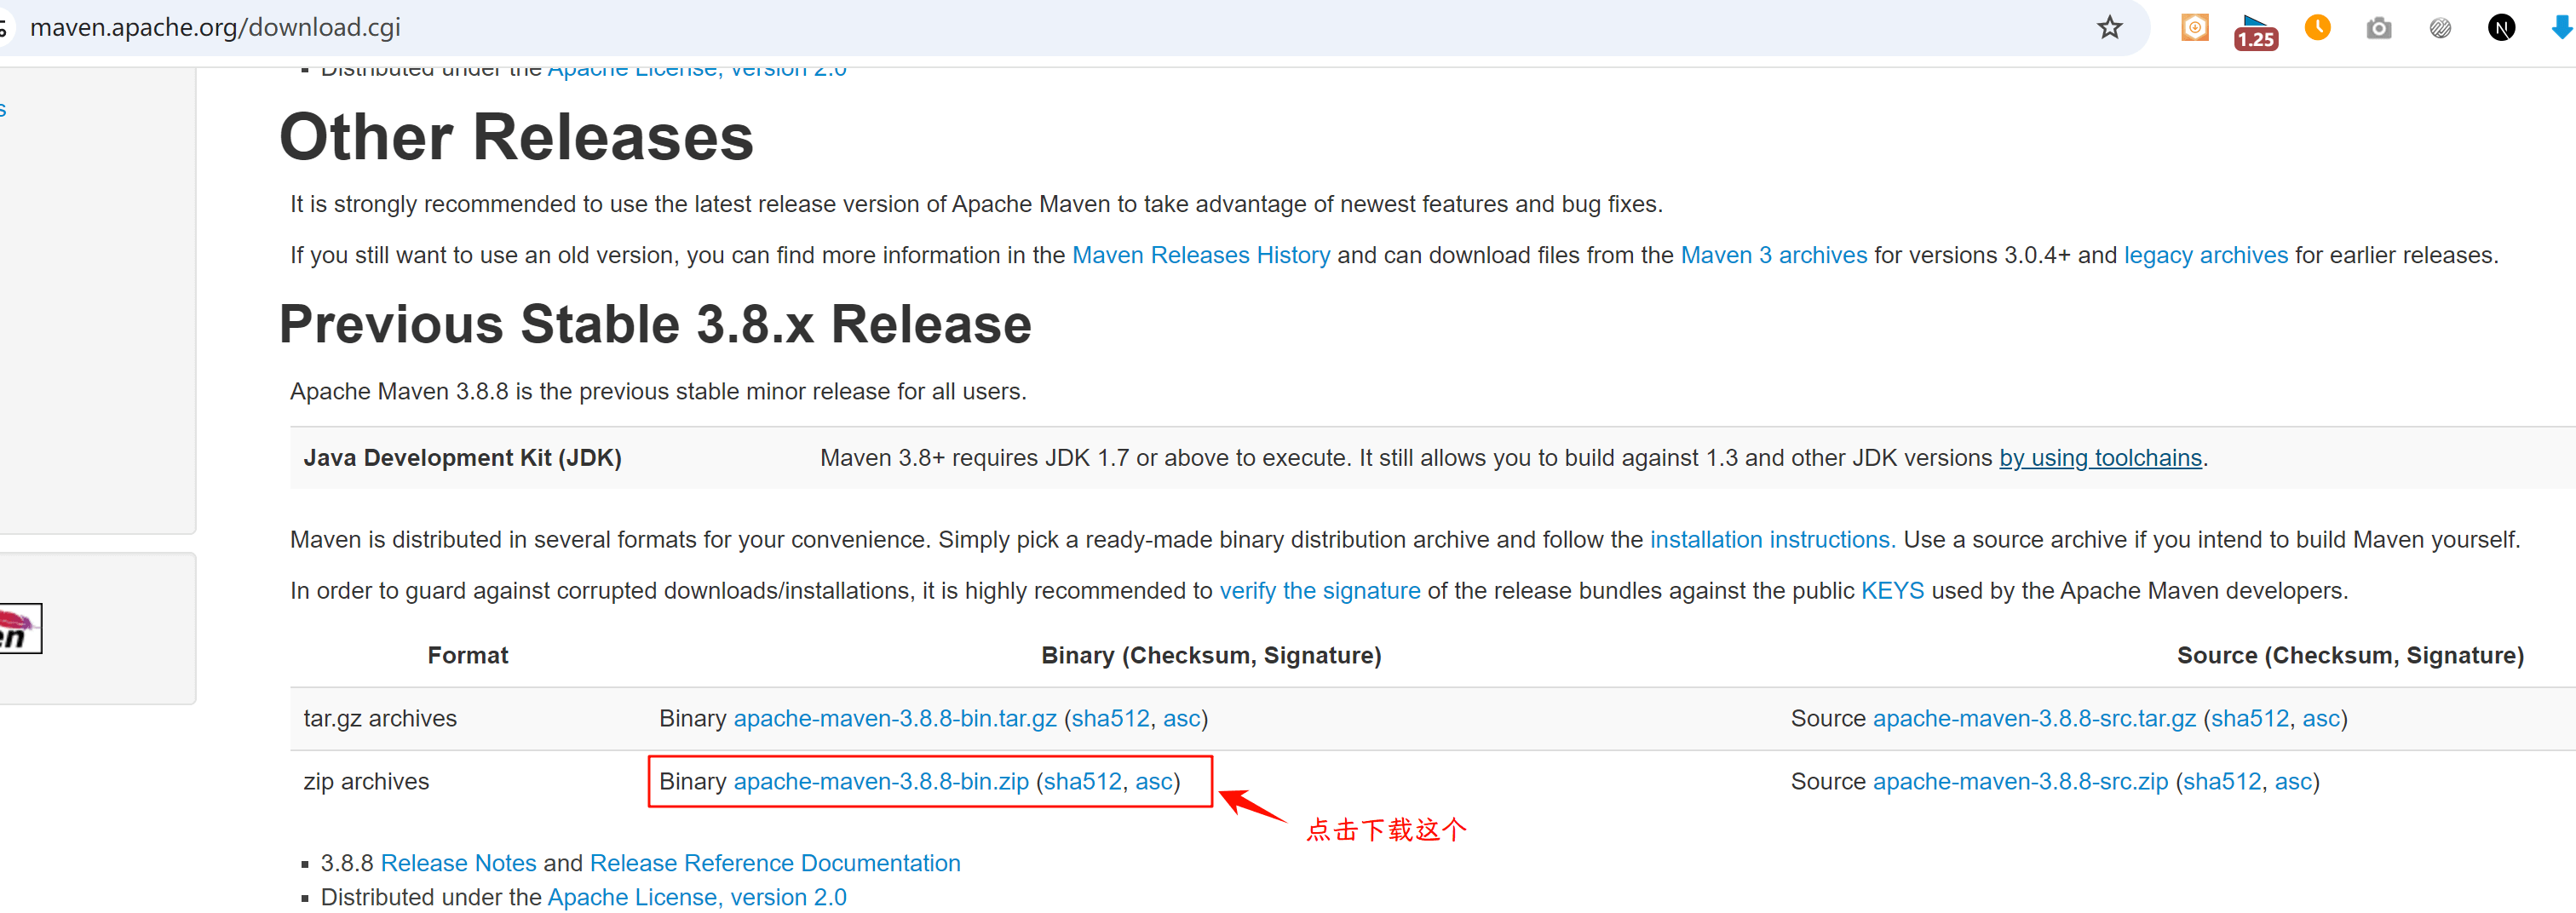 maven.apache.org/download.cgi
1.25
N
Distributed under the Apache License, version 2.0
s
Other Releases
It is strongly recommended to use the latest release version of Apache Maven to take advantage of newest features and bug fixes.
If you still want to use an old version, you can find more information in the Maven Releases History and can download files from the Maven 3 archives for versions 3.0.4+ and legacy archives for earlier releases.
Previous Stable 3.8.x Release
Apache Maven 3.8.8 is the previous stable minor release for all users.
Java Development Kit (JDK) Maven 3.8+ requires JDK 1.7 or above to execute. It still allows you to build against 1.3 and other JDK versions by using toolchains.
Maven is distributed in several formats for your convenience. Simply pick a ready-made binary distribution archive and follow the installation instructions. Use a source archive if you intend to build Maven yourself.
In order to guard against corrupted downloads/installations, it is highly recommended to verify the signature of the release bundles against the public KEYS used by the Apache Maven developers.
en
Format Binary (Checksum, Signature) Source (Checksum, Signature)
tar.gz archives Binary apache-maven-3.8.8-bin.tar.gz (sha512, asc) Source apache-maven-3.8.8-src.tar.gz (sha512, asc)
zip archives Binary apache-maven-3.8.8-bin.zip (sha512, asc) Source apache-maven-3.8.8-src.zip (sha512, asc)
点击下载这个
3.8.8 Release Notes and Release Reference Documentation
Distributed under the Apache License, version 2.0